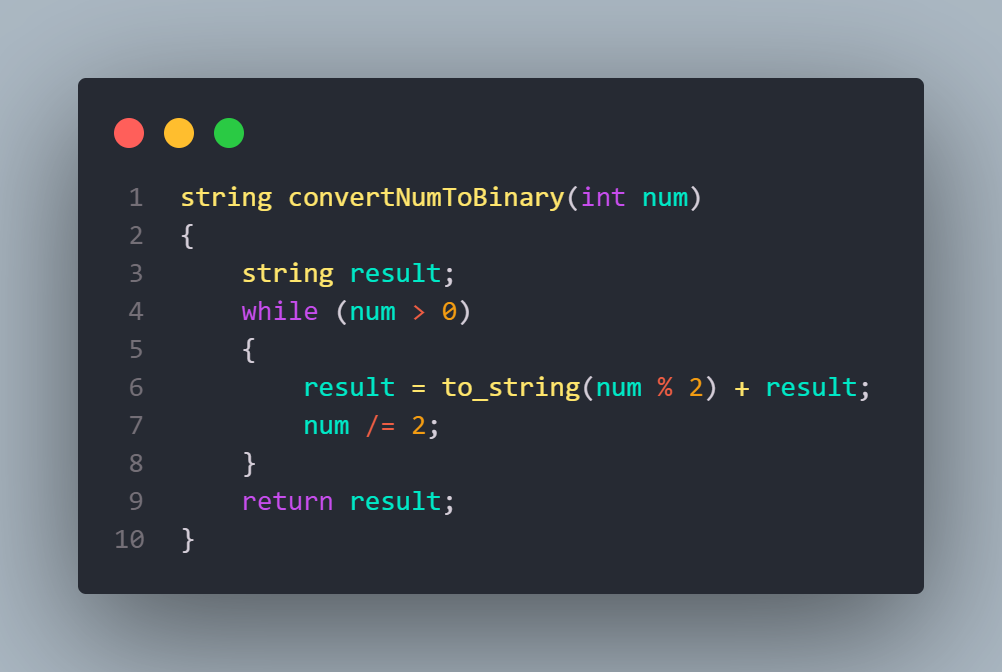 1 string convertNumToBinary(int num)
2 {
3     string result;
4     while (num > 0)
5     {
6         result = to_string(num % 2) + result;
7         num /= 2;
8     }
9     return result;
10 }